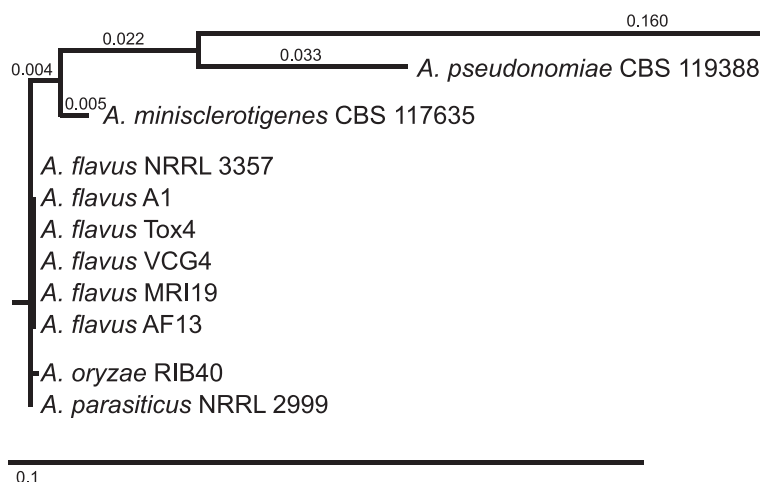 0.160
0.022
0.033
0.004
A. pseudonomiae CBS 119388
0.005
A. minisclerotigenes CBS 117635
A. flavus NRRL 3357
A. flavus A1
A. flavus Tox4
A. flavus VCG4
A. flavus MRI19
A. flavus AF13
A. oryzae RIB40
A. parasiticus NRRL 2999
0.1